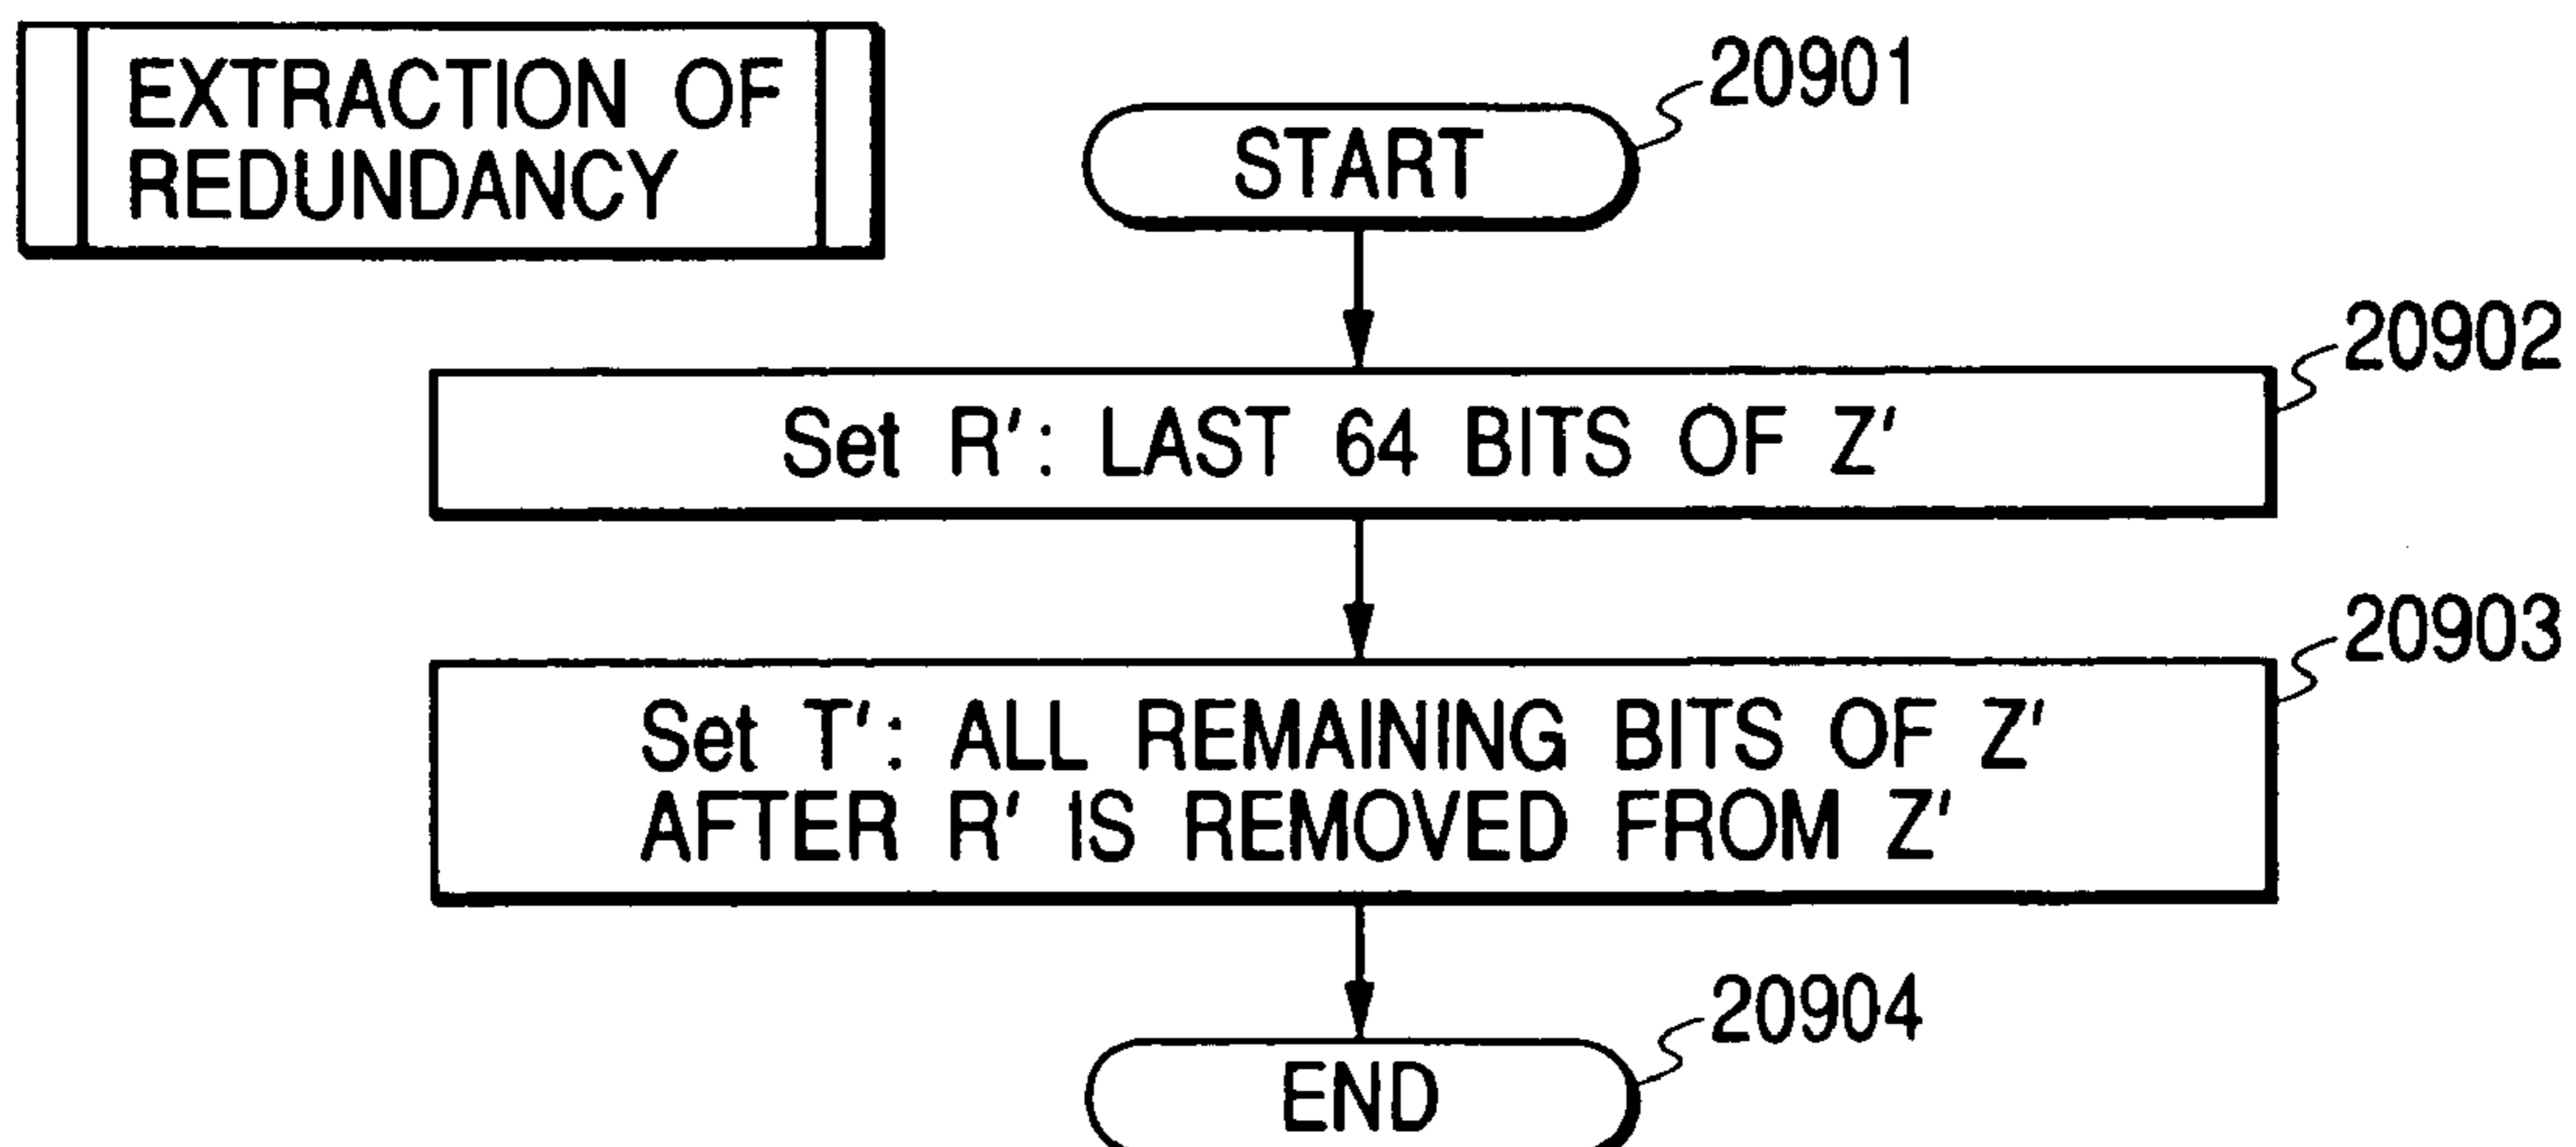 EXTRACTION OF
REDUNDANCY
START
20901
20902
Set R′: LAST 64 BITS OF Z′
20903
Set T′: ALL REMAINING BITS OF Z′
AFTER R′ IS REMOVED FROM Z′
20904
END